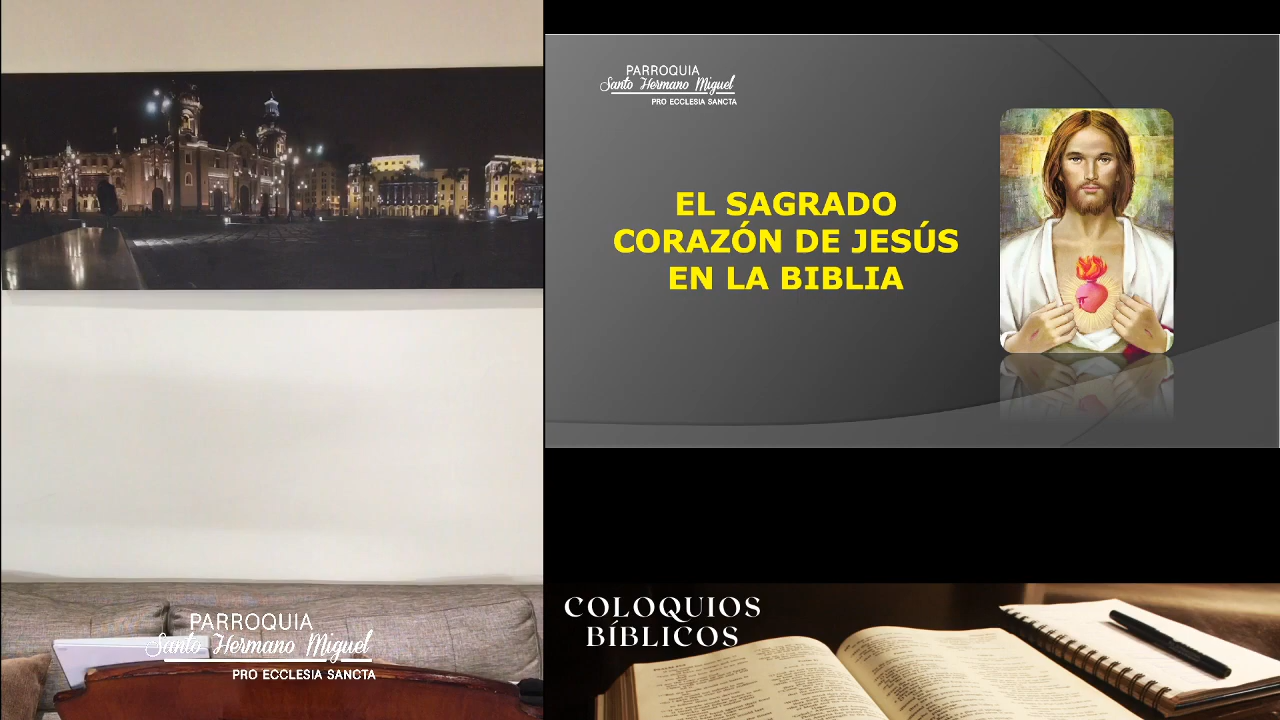 PARROQUIA
Santo Hermano Miguel
PRO ECCLESIA SANCTA
EL SAGRADO
CORAZÓN DE JESÚS
EN LA BIBLIA
PARROQUIA
Santo Hermano Miguel
PRO ECCLESIA SANCTA
COLOQUIOS
BÍBLICOS